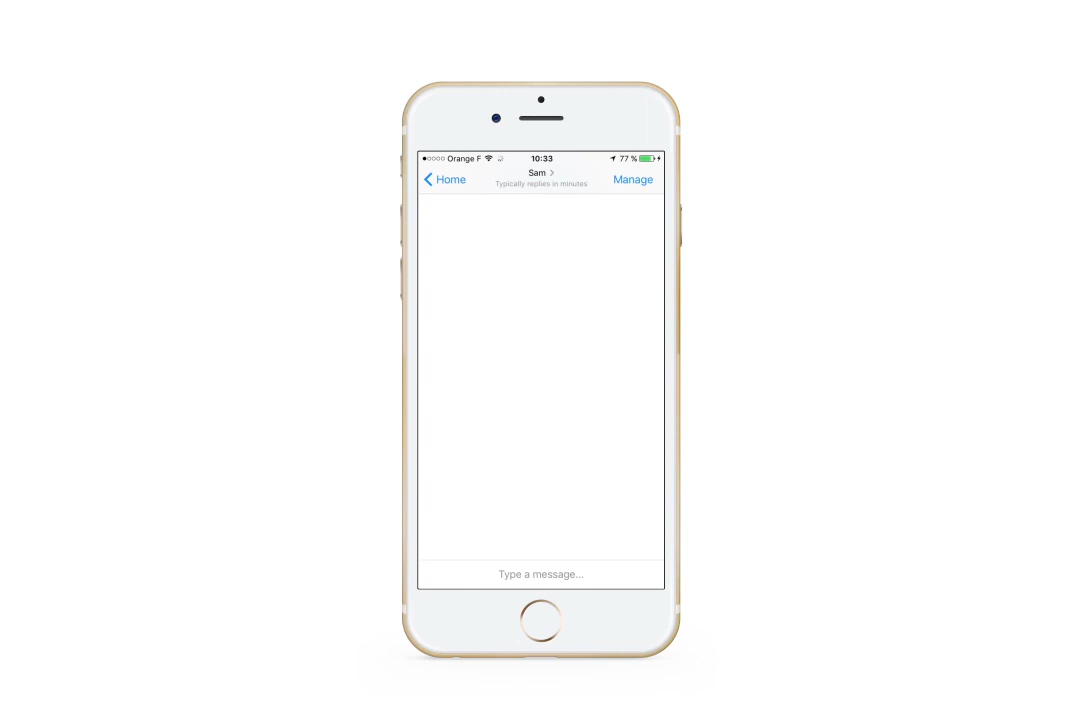 Orange F 10:33 77 %
Sam
Home Typically replies in minutes Manage
Type a message...